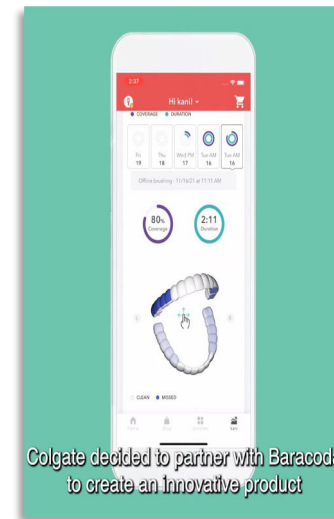 2:37
Hi kani!
COVERAGE DURATION
Fri Thu Wed PM Tue AM Tue AM
19 18 17 16 16
Offline brushing - 11/16/21 at 11:11 AM
80% 2:11
Coverage Duration
L R
CLEAN MISSED
Colgate decided to partner with Baracoda
to create an innovative product